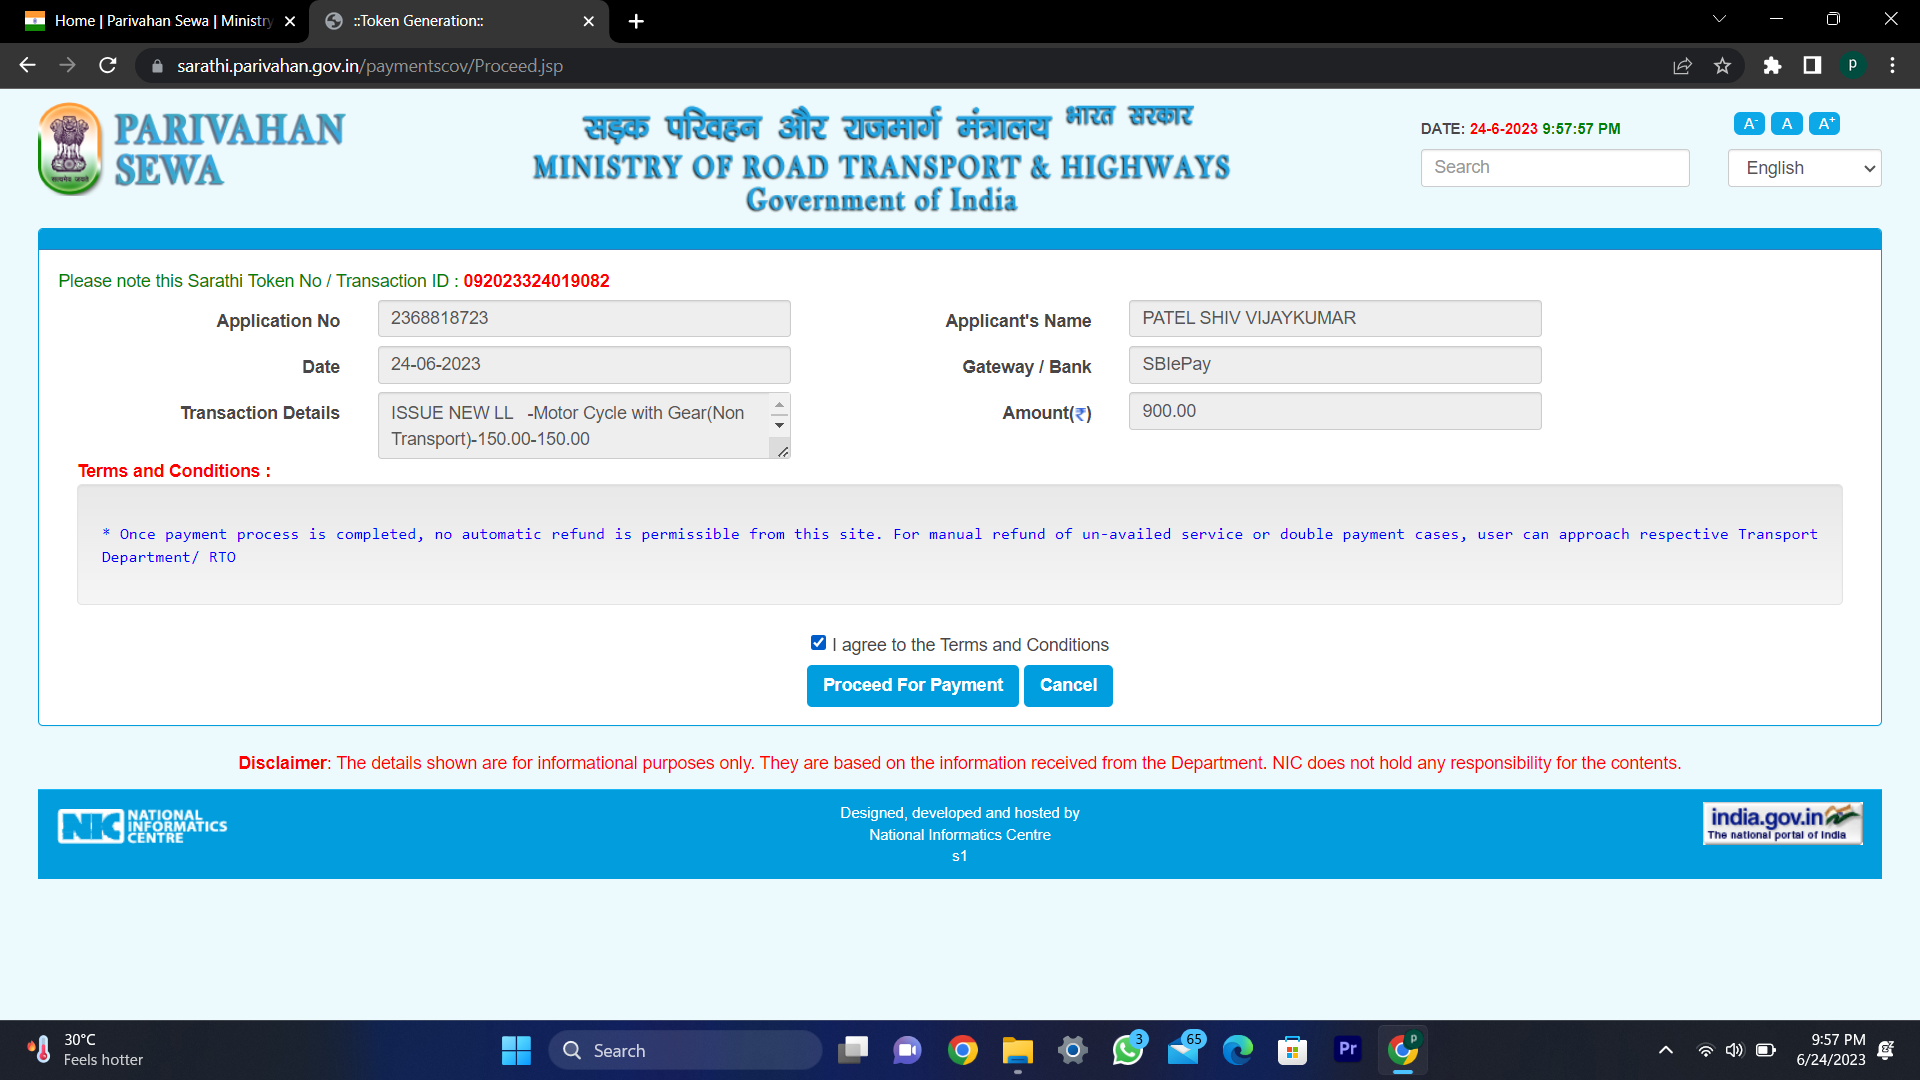 Home | Parivahan Sewa | Ministry
::Token Generation::
sarathi.parivahan.gov.in/paymentscov/Proceed.jsp
P
PARIVAHAN
SEWA
सत्यमेव जयते
सड़क परिवहन और राजमार्ग मंत्रालय भारत सरकार
MINISTRY OF ROAD TRANSPORT & HIGHWAYS
Government of India
DATE: 24-6-2023 9:57:57 PM
A- A A+
Search
English
Please note this Sarathi Token No / Transaction ID : 092023324019082
Application No 2368818723 Applicant's Name PATEL SHIV VIJAYKUMAR
Date 24-06-2023 Gateway / Bank SBIePay
Transaction Details ISSUE NEW LL -Motor Cycle with Gear(Non Amount(₹) 900.00
Transport)-150.00-150.00
Terms and Conditions :
* Once payment process is completed, no automatic refund is permissible from this site. For manual refund of un-availed service or double payment cases, user can approach respective Transport
Department/ RTO
I agree to the Terms and Conditions
Proceed For Payment Cancel
Disclaimer: The details shown are for informational purposes only. They are based on the information received from the Department. NIC does not hold any responsibility for the contents.
NIC NATIONAL
INFORMATICS
CENTRE
Designed, developed and hosted by
National Informatics Centre
s1
india.gov.in
The national portal of India
30°C
Feels hotter
Search
3
65
Pr
P
9:57 PM
6/24/2023